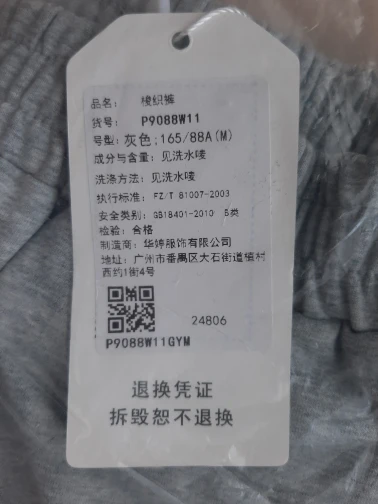 品名： 梭织裤
货号： P9088W11
号型：灰色;165/88A(M)
成分与含量：见洗水唛
洗涤方法：见洗水唛
执行标准：FZ/T 81007-2003
安全类别：GB18401-2010 B类
检验：合格
制造商：华婷服饰有限公司
地址：广州市番禺区大石街道植村
西约1街4号
24806
P9088W11GYM
退换凭证
拆毁恕不退换